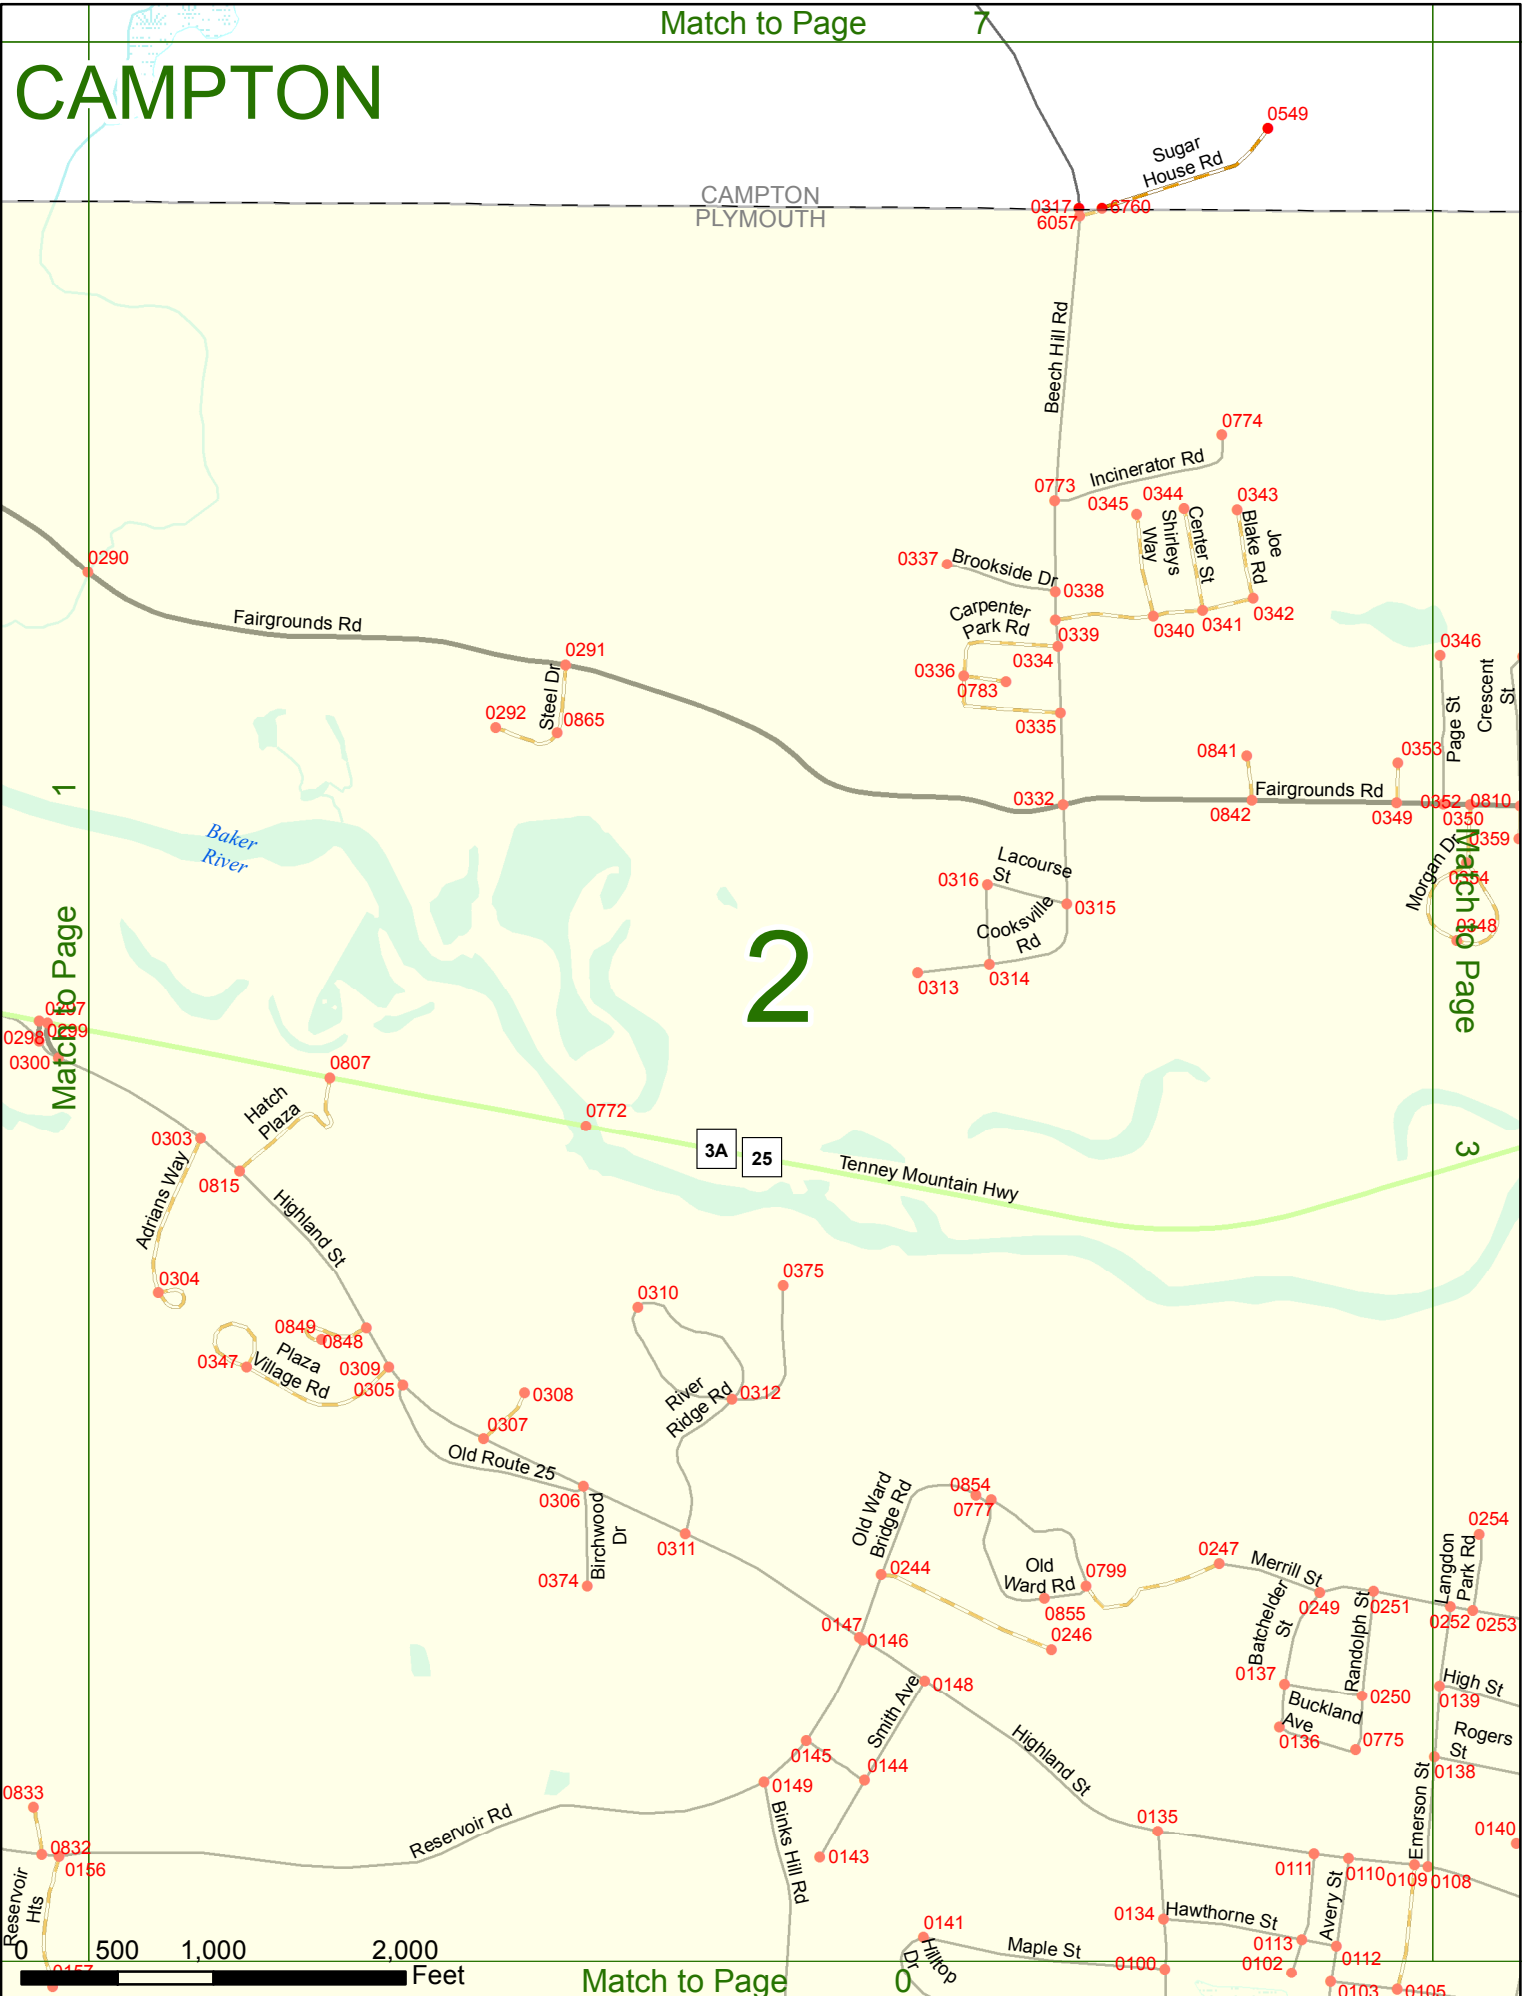 Match to Page 7
CAMPTON
0549
Sugar
House Rd
CAMPTON
PLYMOUTH
0317
6760
6057
Beech Hill Rd
0774
Incinerator Rd
0773
0345
0344
0343
Shirleys
Way
Center St
Joe
Blake Rd
0290
0337
Brookside Dr
0338
Carpenter
Park Rd
0339
0340
0341
0342
Fairgrounds Rd
0291
0334
0336
0783
0346
Crescent
St
Page St
Steel Dr
0292
0865
0335
0841
0353
1
0332
Fairgrounds Rd
0842
0349
0352
0810
0350
0359
Baker
River
Lacourse
St
0316
Morgan Dr
0354
Cooksville
Rd
0315
0348
Match to Page
2
Match to Page
0314
0313
0297
0298
0299
0300
0807
Hatch
Plaza
0772
0303
3A
25
3
Adrians Way
0815
Tenney Mountain Hwy
Highland St
0304
0375
0310
0849
0848
Plaza
Village Rd
0347
0309
0305
0308
River
Ridge Rd
0312
0307
Old Route 25
0306
Birchwood
Dr
Old Ward
Bridge Rd
0854
0777
0311
0254
0374
0244
Old
Ward Rd
0799
0247
Merrill St
Langdon
Park Rd
0855
0249
0251
0252
0253
Batchelder
St
Randolph St
0147
0146
0246
0148
0137
0250
High St
0139
Smith Ave
Buckland
Ave
0136
0775
Rogers
St
0138
0145
Highland St
0144
0149
0833
Reservoir Rd
Binks Hill Rd
0135
Emerson St
0140
0832
0156
0143
0111
0110
0109
0108
Reservoir
Hts
Avery St
0134
Hawthorne St
0141
Hilltop
Dr
Maple St
0113
0112
0100
0102
0 500 1,000 2,000
Feet
0157
Match to Page 0
0103
0105